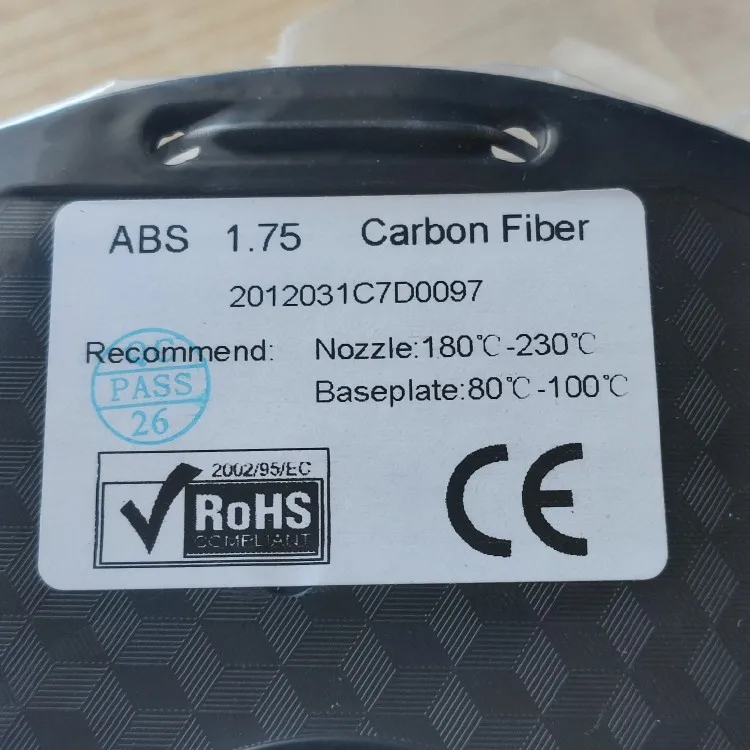 ABS 1.75 Carbon Fiber
2012031C7D0097
Recommend: Nozzle:180℃-230℃
Baseplate:80℃-100℃
QC
PASS
26
2002/95/EC
RoHS
COMPLIANT
CE